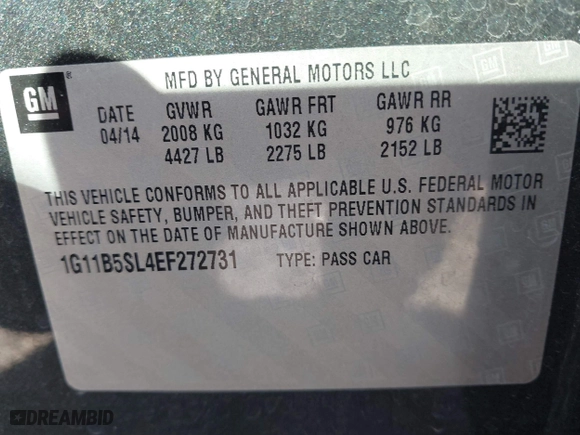 GM
MFD BY GENERAL MOTORS LLC
DATE GVWR GAWR FRT GAWR RR
04/14 2008 KG 1032 KG 976 KG
4427 LB 2275 LB 2152 LB
THIS VEHICLE CONFORMS TO ALL APPLICABLE U.S. FEDERAL MOTOR
VEHICLE SAFETY, BUMPER, AND THEFT PREVENTION STANDARDS IN
EFFECT ON THE DATE OF MANUFACTURE SHOWN ABOVE.
1G11B5SL4EF272731 TYPE: PASS CAR
DREAMBID